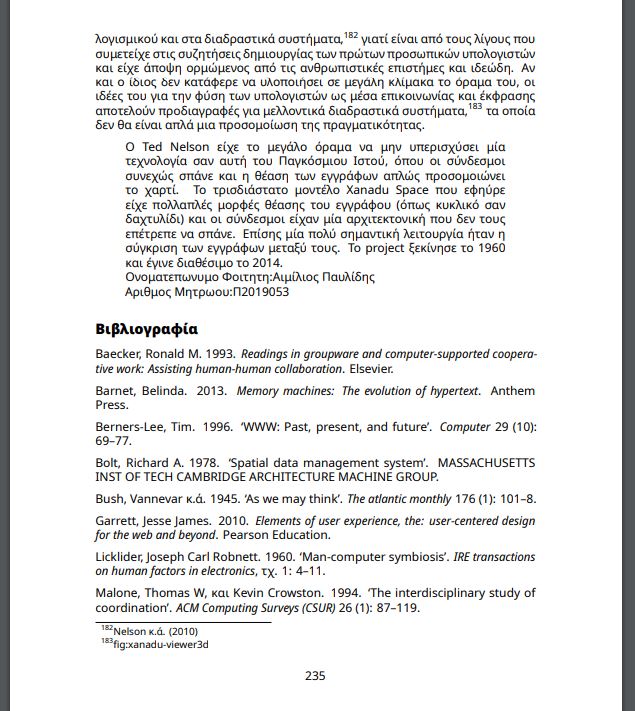 λογισμικού και στα διαδραστικά συστήματα,182 γιατί είναι από τους λίγους που
συμετείχε στις συζητήσεις δημιουργίας των πρώτων προσωπικών υπολογιστών
και είχε άποψη ορμώμενος από τις ανθρωπιστικές επιστήμες και ιδεώδη. Αν
και ο ίδιος δεν κατάφερε να υλοποιήσει σε μεγάλη κλίμακα το όραμα του, οι
ιδέες του για την φύση των υπολογιστών ως μέσα επικοινωνίας και έκφρασης
αποτελούν προδιαγραφές για μελλοντικά διαδραστικά συστήματα,183 τα οποία
δεν θα είναι απλά μια προσομοίωση της πραγματικότητας.
Ο Ted Nelson είχε το μεγάλο όραμα να μην υπερισχύσει μία
τεχνολογία σαν αυτή του Παγκόσμιου Ιστού, όπου οι σύνδεσμοι
συνεχώς σπάνε και η θέαση των εγγράφων απλώς προσομοιώνει
το χαρτί. Το τρισδιάστατο μοντέλο Xanadu Space που εφηύρε
είχε πολλαπλές μορφές θέασης του εγγράφου (όπως κυκλικό σαν
δαχτυλίδι) και οι σύνδεσμοι είχαν μία αρχιτεκτονική που δεν τους
επέτρεπε να σπάνε. Επίσης μία πολύ σημαντική λειτουργία ήταν η
σύγκριση των εγγράφων μεταξύ τους. Το project ξεκίνησε το 1960
και έγινε διαθέσιμο το 2014.
Ονοματεπωνυμο Φοιτητη:Αιμίλιος Παυλίδης
Αριθμος Μητρωου:Π2019053
Βιβλιογραφία
Baecker, Ronald M. 1993. Readings in groupware and computer-supported coopera-
tive work: Assisting human-human collaboration. Elsevier.
Barnet, Belinda. 2013. Memory machines: The evolution of hypertext. Anthem
Press.
Berners-Lee, Tim. 1996. ‘WWW: Past, present, and future’. Computer 29 (10):
69–77.
Bolt, Richard A. 1978. ‘Spatial data management system’. MASSACHUSETTS
INST OF TECH CAMBRIDGE ARCHITECTURE MACHINE GROUP.
Bush, Vannevar κ.ά. 1945. ‘As we may think’. The atlantic monthly 176 (1): 101–8.
Garrett, Jesse James. 2010. Elements of user experience, the: user-centered design
for the web and beyond. Pearson Education.
Licklider, Joseph Carl Robnett. 1960. ‘Man-computer symbiosis’. IRE transactions
on human factors in electronics, τχ. 1: 4–11.
Malone, Thomas W, και Kevin Crowston. 1994. ‘The interdisciplinary study of
coordination’. ACM Computing Surveys (CSUR) 26 (1): 87–119.
182Nelson κ.ά. (2010)
183fig:xanadu-viewer3d
235